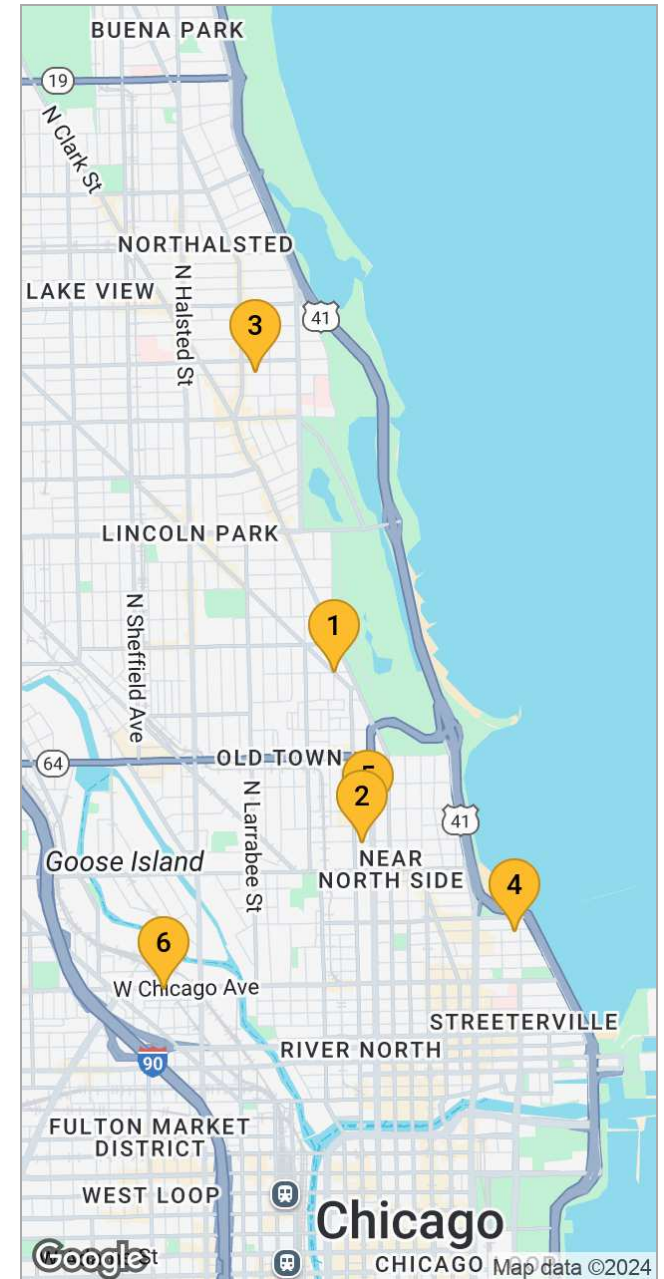 BUENA PARK
19
N Clark St
NORTHALSTED
LAKE VIEW
N Halsted St
41
3
LINCOLN PARK
N Sheffield Ave
1
64
OLD TOWN
2
N Larrabee St
41
Goose Island
NEAR
NORTH SIDE
4
6
W Chicago Ave
STREETERVILLE
RIVER NORTH
90
FULTON MARKET
DISTRICT
WEST LOOP
Chicago
Google
St
CHICAGO
Map data ©2024